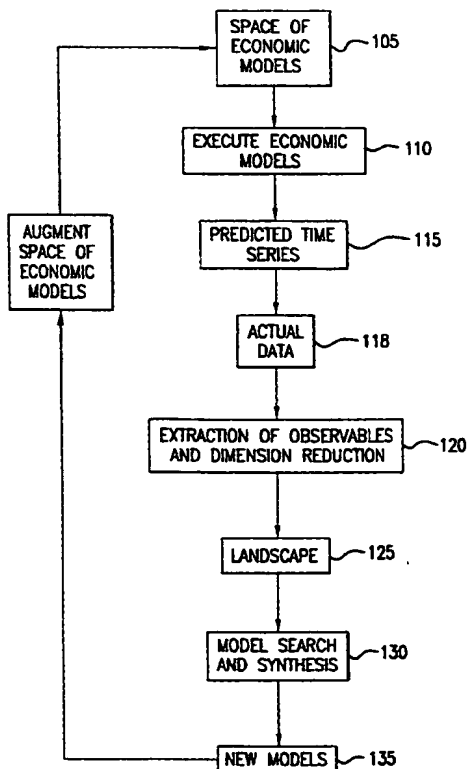 SPACE OF
ECONOMIC
MODELS
105
EXECUTE ECONOMIC
MODELS
110
PREDICTED TIME
SERIES
115
AUGMENT
SPACE OF
ECONOMIC
MODELS
ACTUAL
DATA
118
EXTRACTION OF OBSERVABLES
AND DIMENSION REDUCTION
120
LANDSCAPE
125
MODEL SEARCH
AND SYNTHESIS
130
NEW MODELS
135